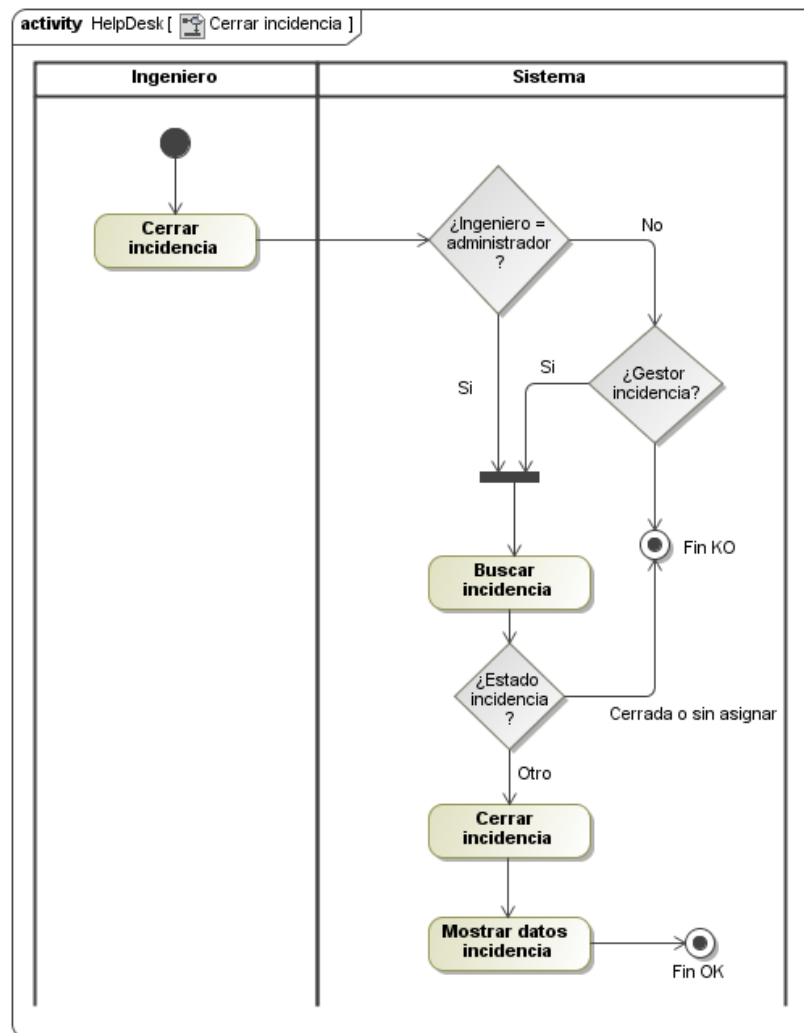 activity HelpDesk [ Cerrar incidencia ]
Ingeniero
Sistema
Cerrar
incidencia
¿Ingeniero =
administrador
?
No
Si
¿Gestor
incidencia?
Si
Fin KO
Buscar
incidencia
¿Estado
incidencia
?
Cerrada o sin asignar
Otro
Cerrar
incidencia
Mostrar datos
incidencia
Fin OK